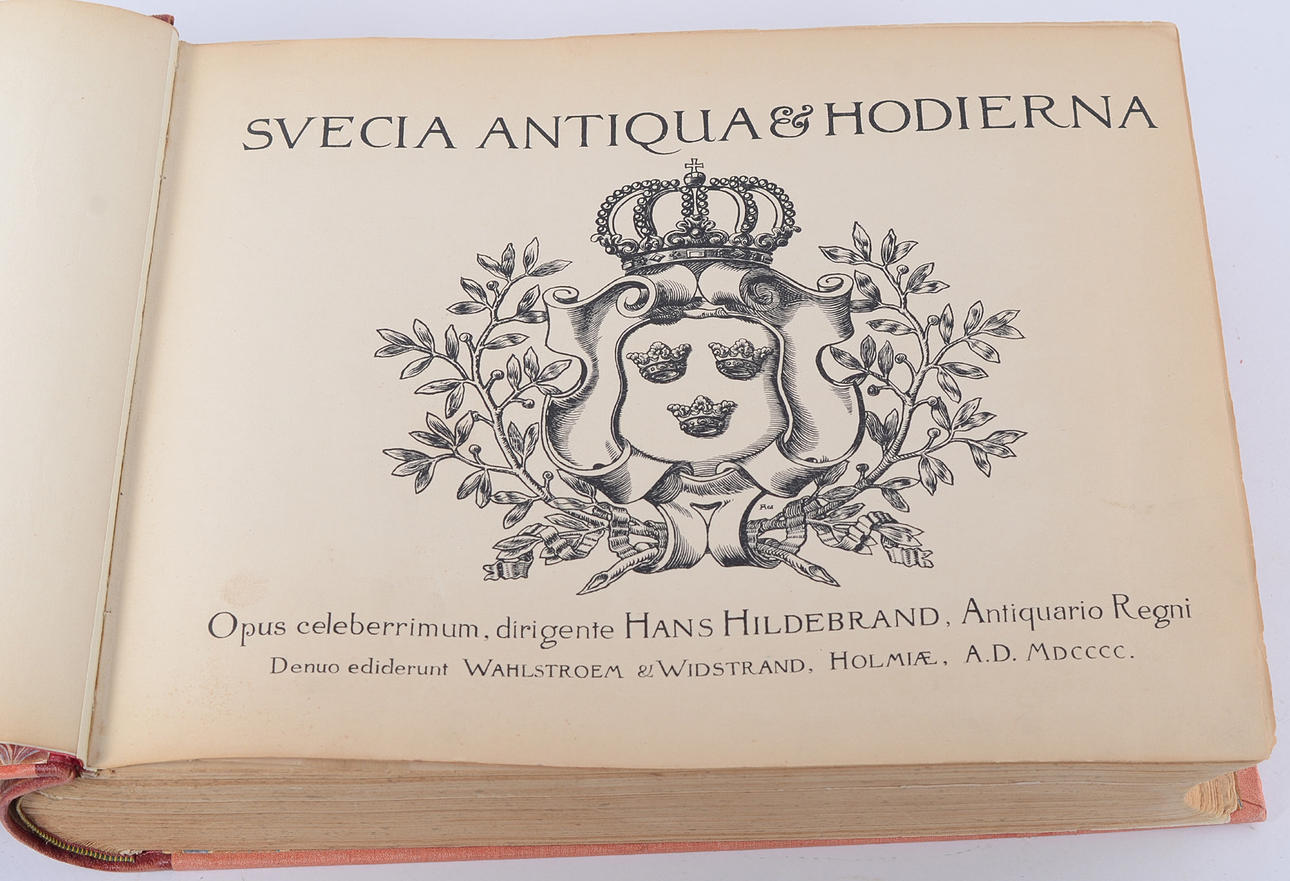 SVECIA ANTIQUA & HODIERNA
Opus celeberrimum, dirigente HANS HILDEBRAND, Antiquario Regni
Denuo ediderunt WAHLSTROEM & WIDSTRAND, HOLMIÆ, A.D. MDCCCC.